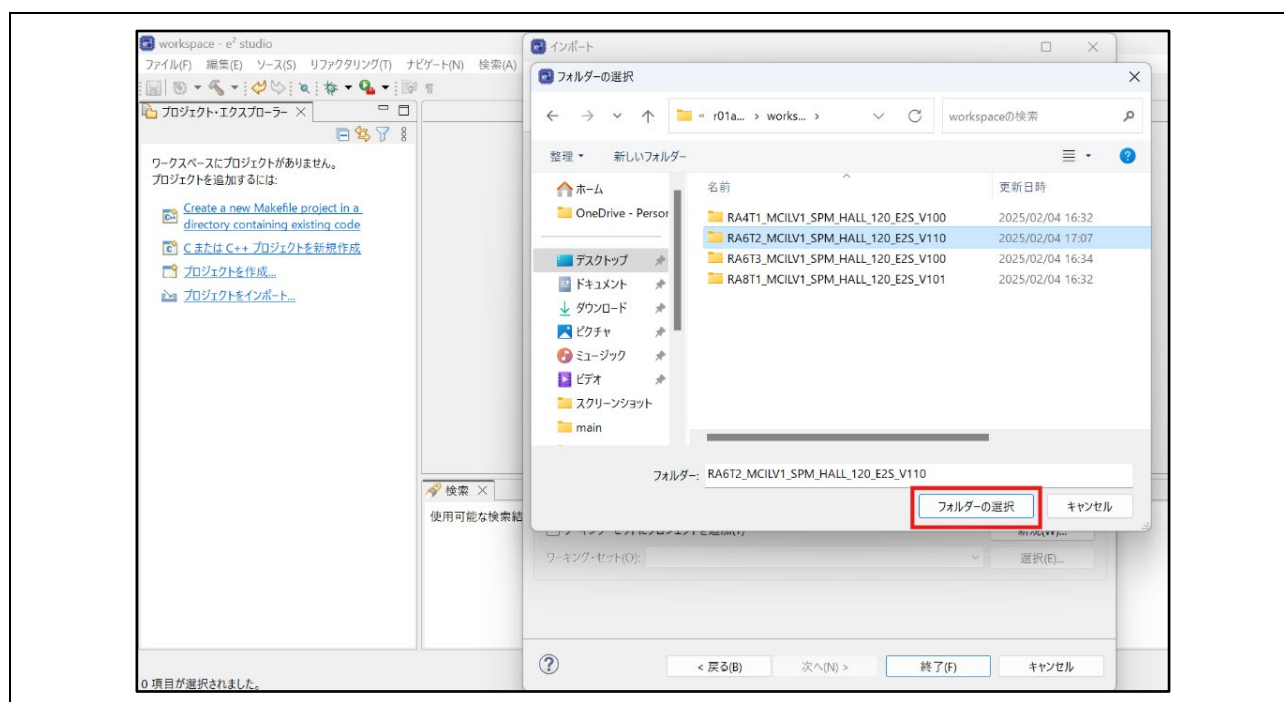 workspace - e² studio
ファイル(F) 編集(E) ソース(S) リファクタリング(T) ナビゲート(N) 検索(A)
プロジェクト・エクスプローラー
ワークスペースにプロジェクトがありません。
プロジェクトを追加するには:
Create a new Makefile project in a
directory containing existing code
C または C++ プロジェクトを新規作成
プロジェクトを作成...
プロジェクトをインポート...
検索
使用可能な検索結
0 項目が選択されました。
インポート
フォルダーの選択
« r01a... › works... ›
workspaceの検索
整理 新しいフォルダー
ホーム
OneDrive - Person
デスクトップ
ドキュメント
ダウンロード
ピクチャ
ミュージック
ビデオ
スクリーンショット
main
名前 更新日時
RA4T1_MCILV1_SPM_HALL_120_E2S_V100 2025/02/04 16:32
RA6T2_MCILV1_SPM_HALL_120_E2S_V110 2025/02/04 17:07
RA6T3_MCILV1_SPM_HALL_120_E2S_V100 2025/02/04 16:34
RA8T1_MCILV1_SPM_HALL_120_E2S_V101 2025/02/04 16:32
フォルダー: RA6T2_MCILV1_SPM_HALL_120_E2S_V110
フォルダーの選択 キャンセル
ワーキング・セット(O): 選択(E)...
< 戻る(B) 次へ(N) > 終了(F) キャンセル